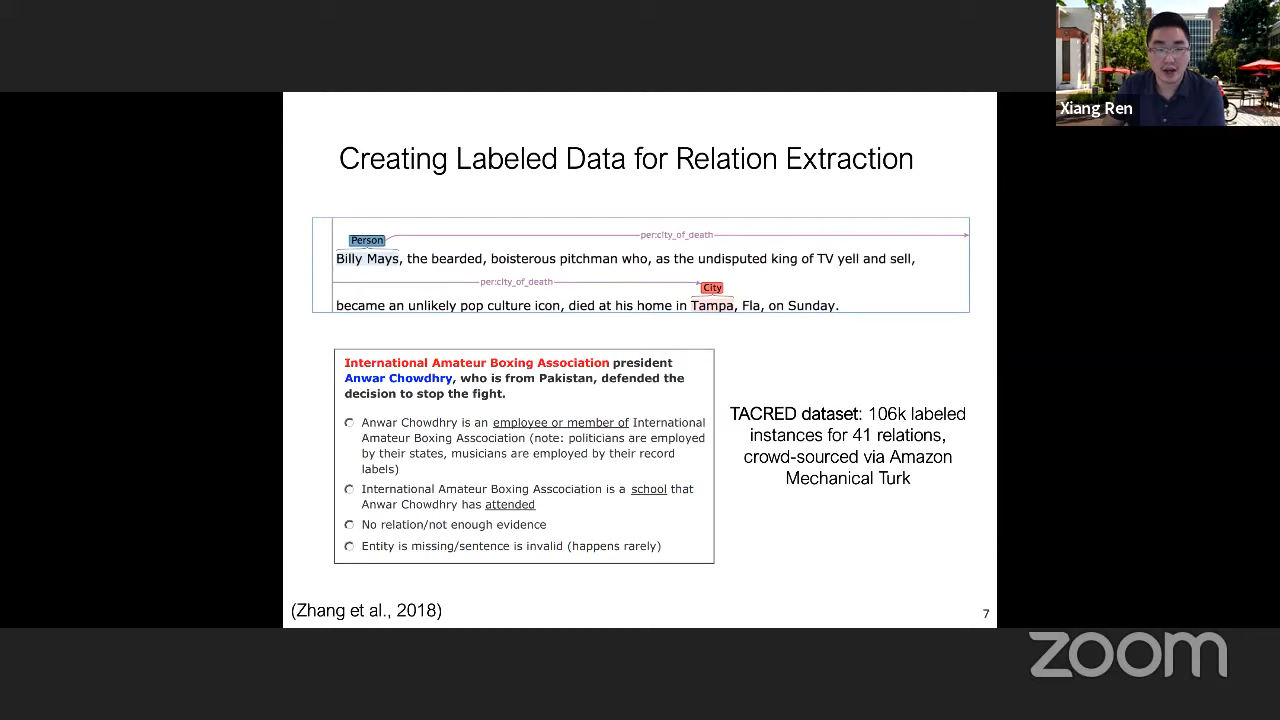 Xiang Ren
Creating Labeled Data for Relation Extraction
Person
per:city_of_death
Billy Mays, the bearded, boisterous pitchman who, as the undisputed king of TV yell and sell,
per:city_of_death
City
became an unlikely pop culture icon, died at his home in Tampa, Fla, on Sunday.
International Amateur Boxing Association president
Anwar Chowdhry, who is from Pakistan, defended the
decision to stop the fight.
Anwar Chowdhry is an employee or member of International
Amateur Boxing Asscociation (note: politicians are employed
by their states, musicians are employed by their record
labels)
International Amateur Boxing Asscociation is a school that
Anwar Chowdhry has attended
No relation/not enough evidence
Entity is missing/sentence is invalid (happens rarely)
TACRED dataset: 106k labeled
instances for 41 relations,
crowd-sourced via Amazon
Mechanical Turk
(Zhang et al., 2018)
7
zoom